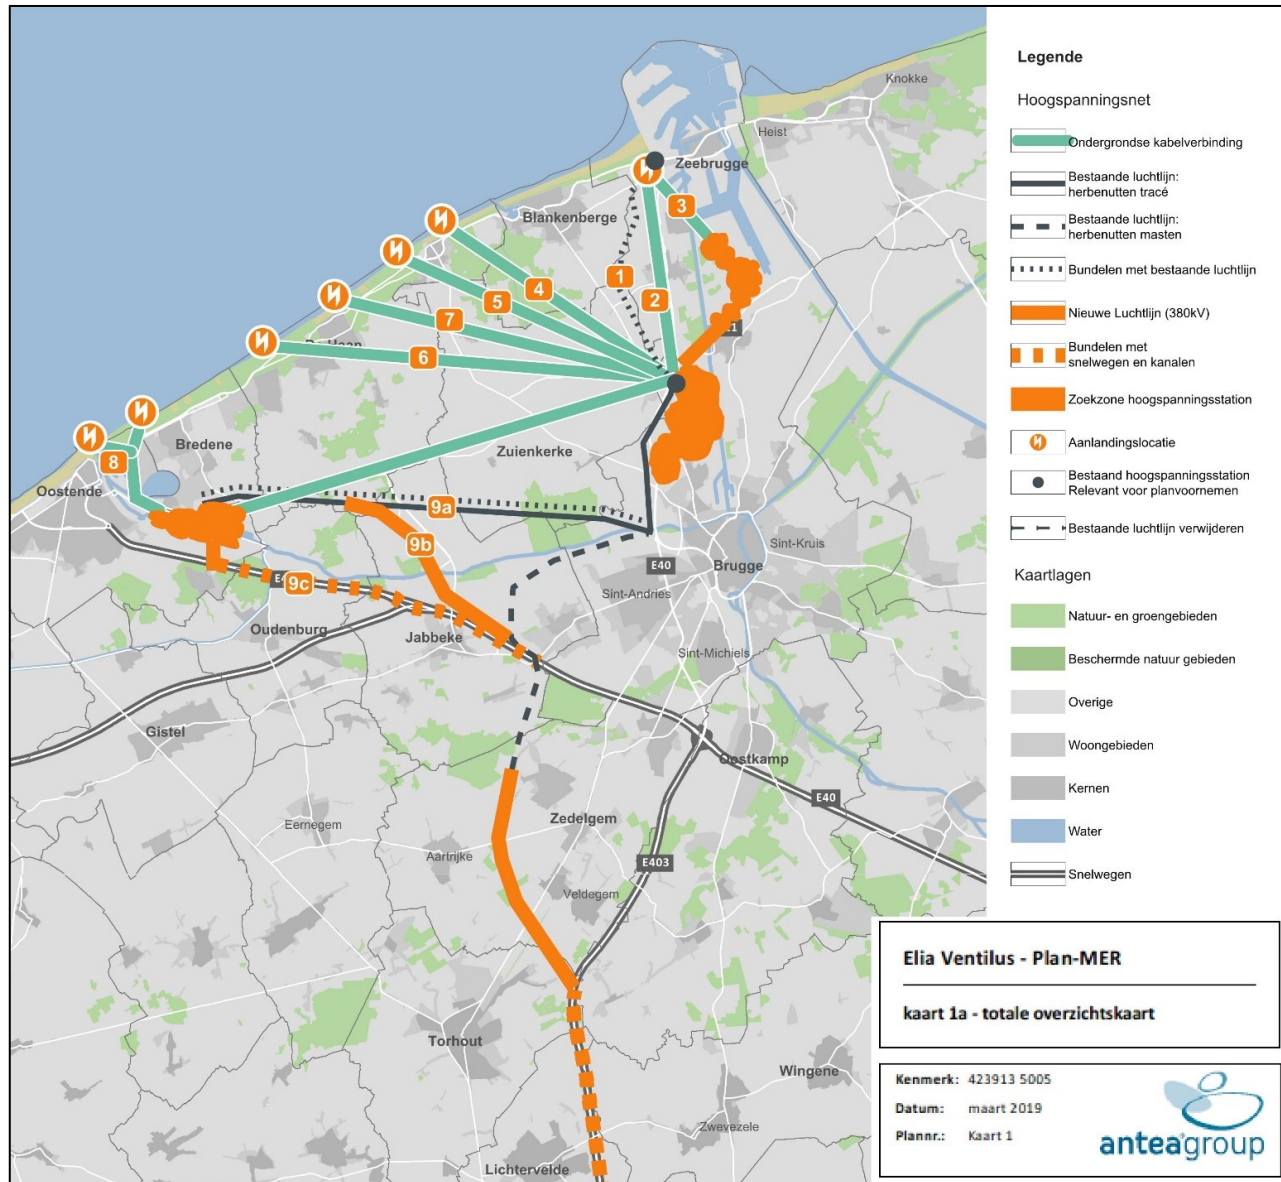 Knokke
Heist
Zeebrugge
Blankenberge
3
1
2
4
5
7
6
De Haan
Bredene
8
Oostende
Zuienkerke
9a
9b
9c
Sint-Kruis
Brugge
E40
Sint-Andries
Oudenburg
Jabbeke
Sint-Michiels
Gistel
Oostkamp
E40
Zedelgem
Eernegem
Aartrijke
E403
Veldegem
Torhout
Wingene
Zwevezele
Lichtervelde
Legende
Hoogspanningsnet
Ondergrondse kabelverbinding
Bestaande luchtlijn:
herbenutten tracé
Bestaande luchtlijn:
herbenutten masten
Bundelen met bestaande luchtlijn
Nieuwe Luchtlijn (380kV)
Bundelen met
snelwegen en kanalen
Zoekzone hoogspanningsstation
Aanlandingslocatie
Bestaand hoogspanningsstation
Relevant voor planvoornemen
Bestaande luchtlijn verwijderen
Kaartlagen
Natuur- en groengebieden
Beschermde natuur gebieden
Overige
Woongebieden
Kernen
Water
Snelwegen
Elia Ventilus - Plan-MER
kaart 1a - totale overzichtskaart
Kenmerk: 423913 5005
Datum: maart 2019
Plannr.: Kaart 1
anteagroup